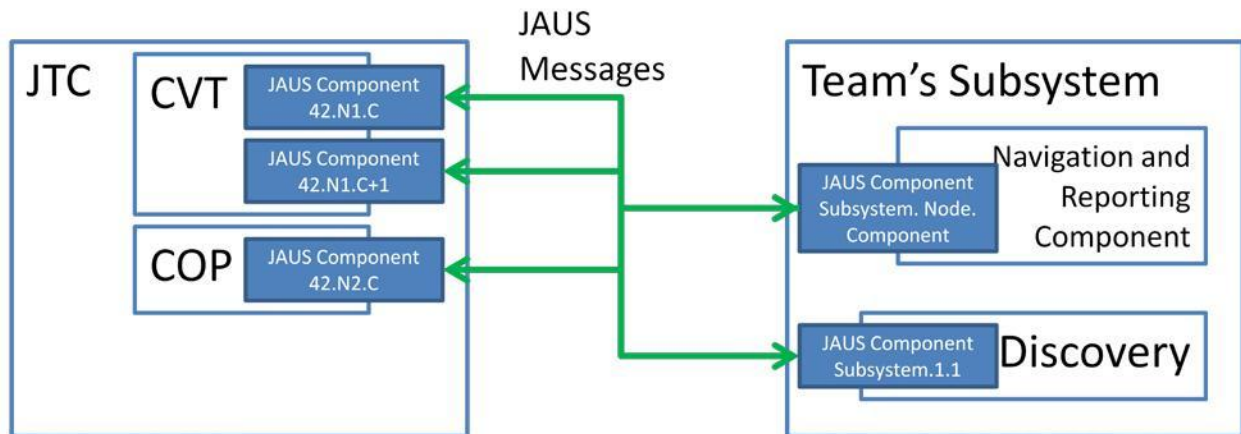 JAUS
Messages
JTC
CVT
JAUS Component
42.N1.C
JAUS Component
42.N1.C+1
COP
JAUS Component
42.N2.C
Team's Subsystem
Navigation and
Reporting
Component
JAUS Component
Subsystem. Node.
Component
JAUS Component
Subsystem.1.1
Discovery